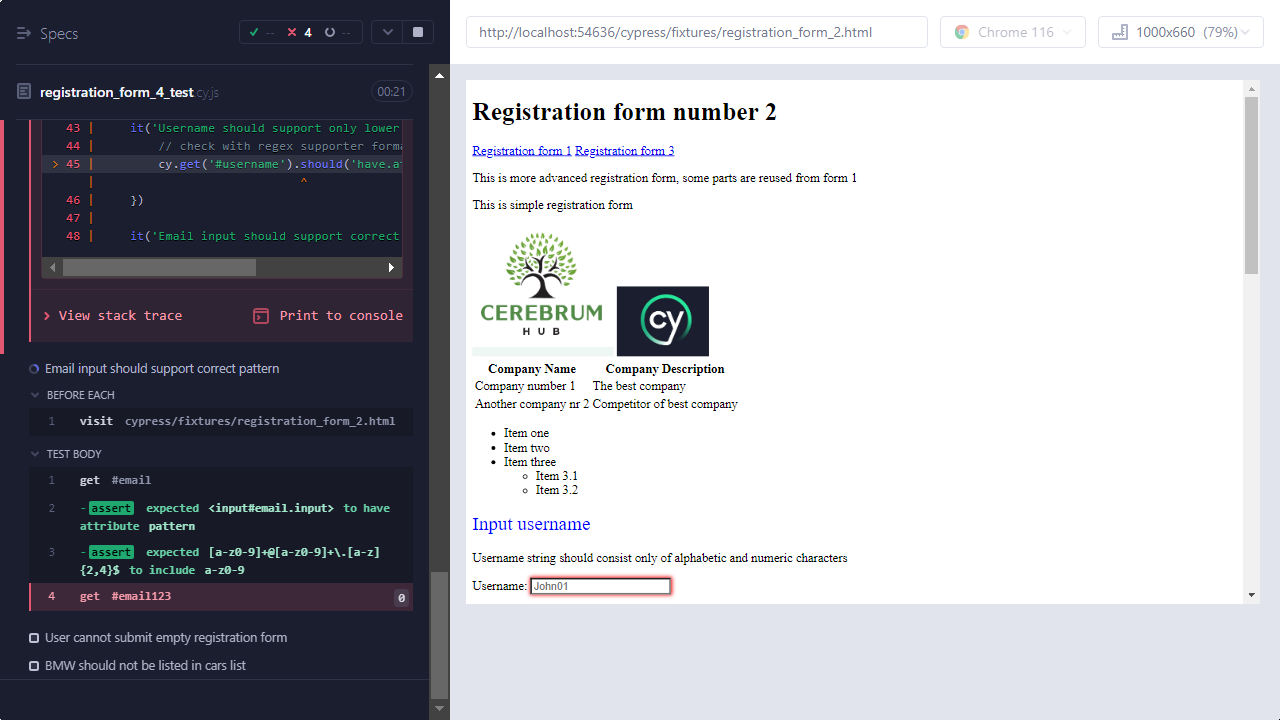 Specs
-- 4 --
registration_form_4_test.cy.js
00:21
43 | it('Username should support only lower
44 | // check with regex supporter forma
> 45 | cy.get('#username').should('have.at
| ^
46 | })
47 |
48 | it('Email input should support correct
View stack trace
Print to console
Email input should support correct pattern
BEFORE EACH
1 visit cypress/fixtures/registration_form_2.html
TEST BODY
1 get #email
2 -assert expected <input#email.input> to have
attribute pattern
3 -assert expected [a-z0-9]+@[a-z0-9]+\.[a-z]
{2,4}$ to include a-z0-9
4 get #email123 0
User cannot submit empty registration form
BMW should not be listed in cars list
http://localhost:54636/cypress/fixtures/registration_form_2.html
Chrome 116
1000x660 (79%)
Registration form number 2
Registration form 1 Registration form 3
This is more advanced registration form, some parts are reused from form 1
This is simple registration form
CEREBRUM
HUB
cy
Company Name Company Description
Company number 1 The best company
Another company nr 2 Competitor of best company
Item one
Item two
Item three
Item 3.1
Item 3.2
Input username
Username string should consist only of alphabetic and numeric characters
Username: John01